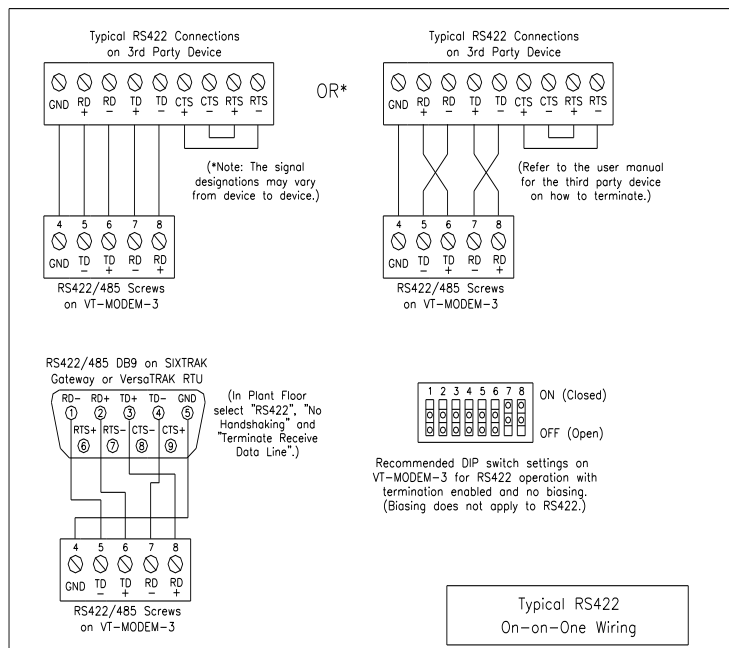 Typical RS422 Connections
on 3rd Party Device
GND RD + RD - TD + TD - CTS + CTS - RTS + RTS -
(*Note: The signal
designations may vary
from device to device.)
4 5 6 7 8
GND TD - TD + RD - RD +
RS422/485 Screws
on VT-MODEM-3
OR*
Typical RS422 Connections
on 3rd Party Device
GND RD + RD - TD + TD - CTS + CTS - RTS + RTS -
(Refer to the user manual
for the third party device
on how to terminate.)
4 5 6 7 8
GND TD - TD + RD - RD +
RS422/485 Screws
on VT-MODEM-3
RS422/485 DB9 on SIXTRAK
Gateway or VersaTRAK RTU
RD- RD+ TD+ TD- GND
1 2 3 4 5
RTS+ RTS- CTS- CTS+
6 7 8 9
(In Plant Floor
select "RS422", "No
Handshaking" and
"Terminate Receive
Data Line".)
4 5 6 7 8
GND TD - TD + RD - RD +
RS422/485 Screws
on VT-MODEM-3
1 2 3 4 5 6 7 8
ON (Closed)
OFF (Open)
Recommended DIP switch settings on
VT-MODEM-3 for RS422 operation with
termination enabled and no biasing.
(Biasing does not apply to RS422.)
Typical RS422
On-on-One Wiring